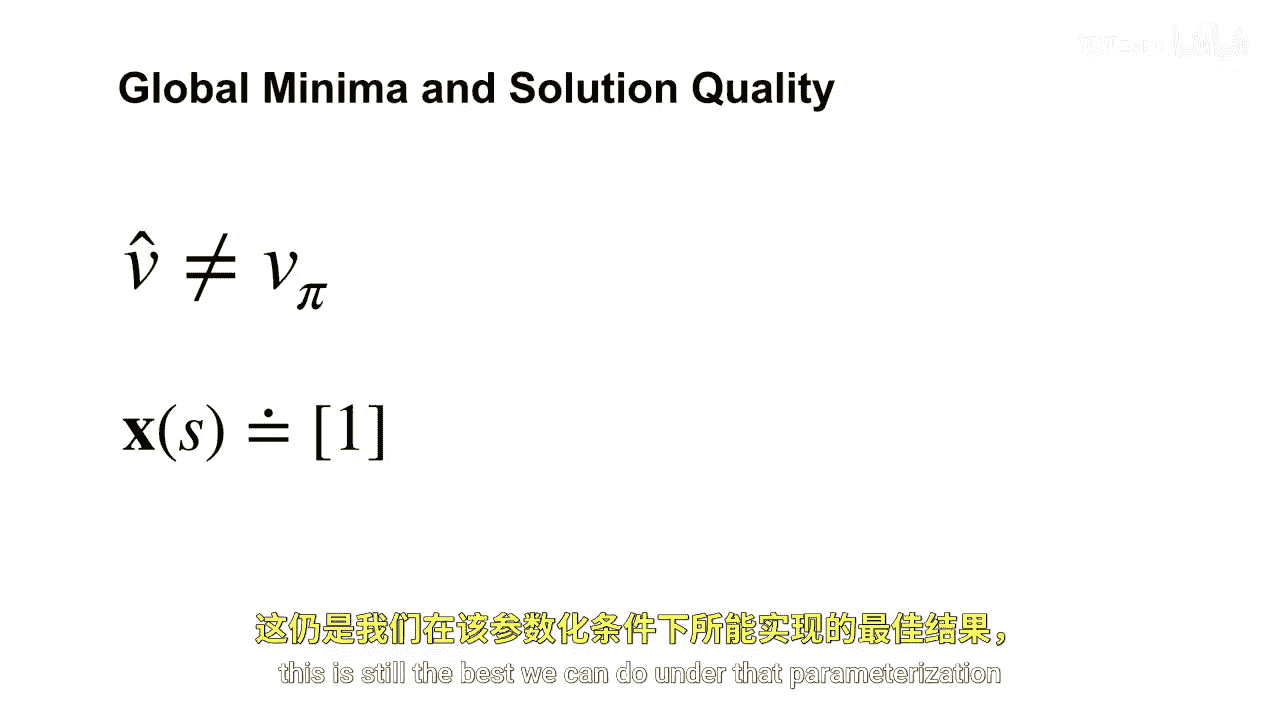 Global Minima and Solution Quality
v̂ ≠ v_π
x(s) ≐ [1]
这仍是我们在该参数化条件下所能实现的最佳结果，
this is still the best we can do under that parameterization